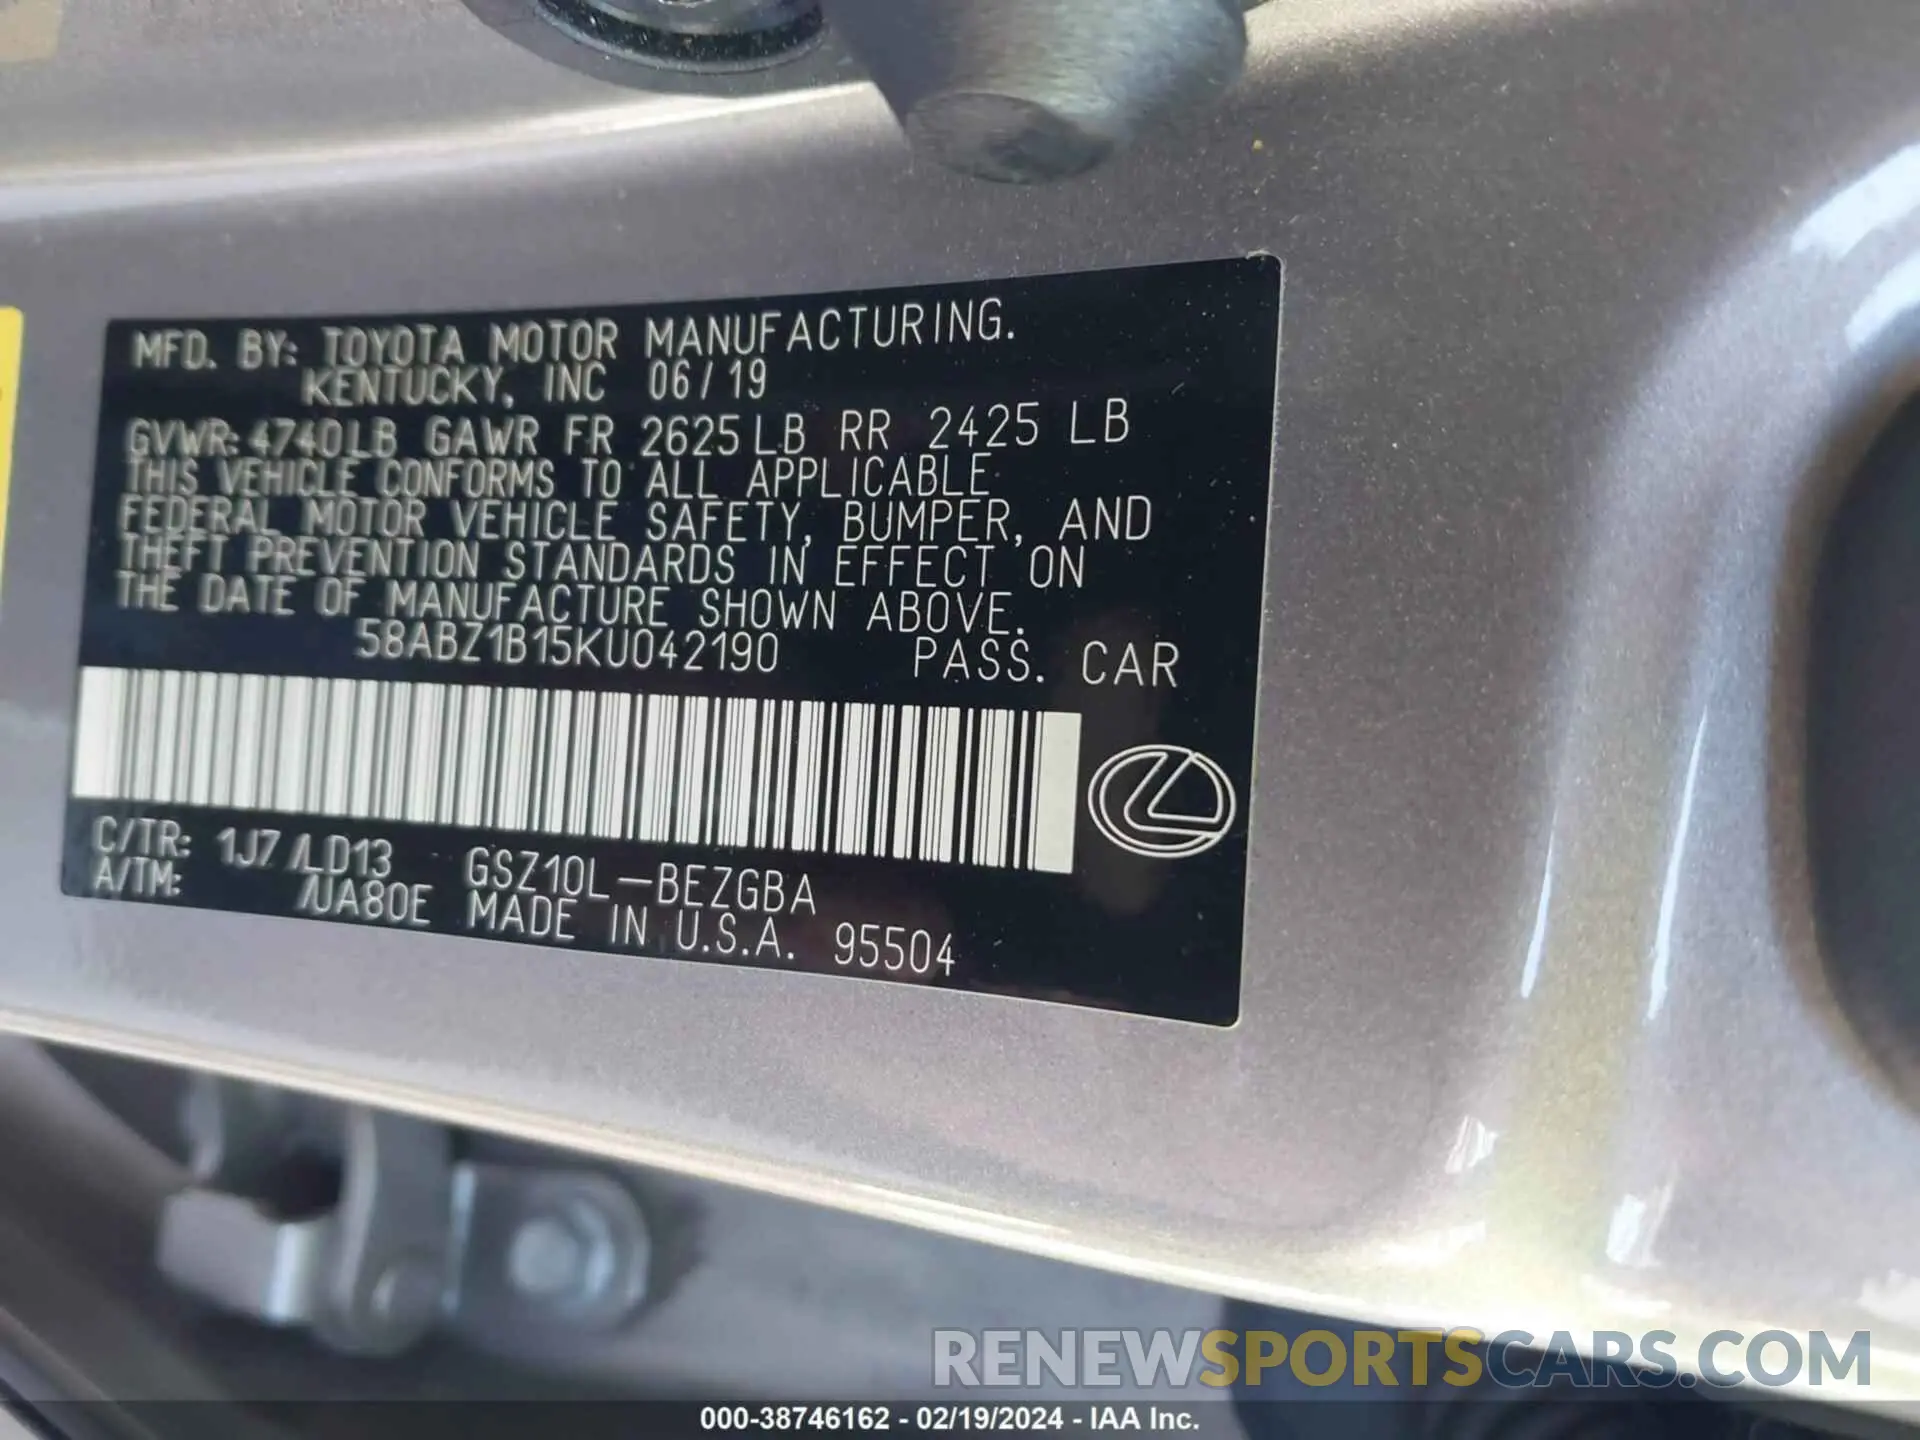 MFD. BY: TOYOTA MOTOR MANUFACTURING.
KENTUCKY, INC 06/19
GVWR: 4740LB GAWR FR 2625LB RR 2425 LB
THIS VEHICLE CONFORMS TO ALL APPLICABLE
FEDERAL MOTOR VEHICLE SAFETY, BUMPER, AND
THEFT PREVENTION STANDARDS IN EFFECT ON
THE DATE OF MANUFACTURE SHOWN ABOVE.
58ABZ1B15KU042190 PASS. CAR
C/TR: 1J7 /LD13 GSZ10L-BEZGBA
A/TM: /UA80E MADE IN U.S.A. 95504
RENEWSPORTSCARS.COM
000-38746162 - 02/19/2024 - IAA Inc.